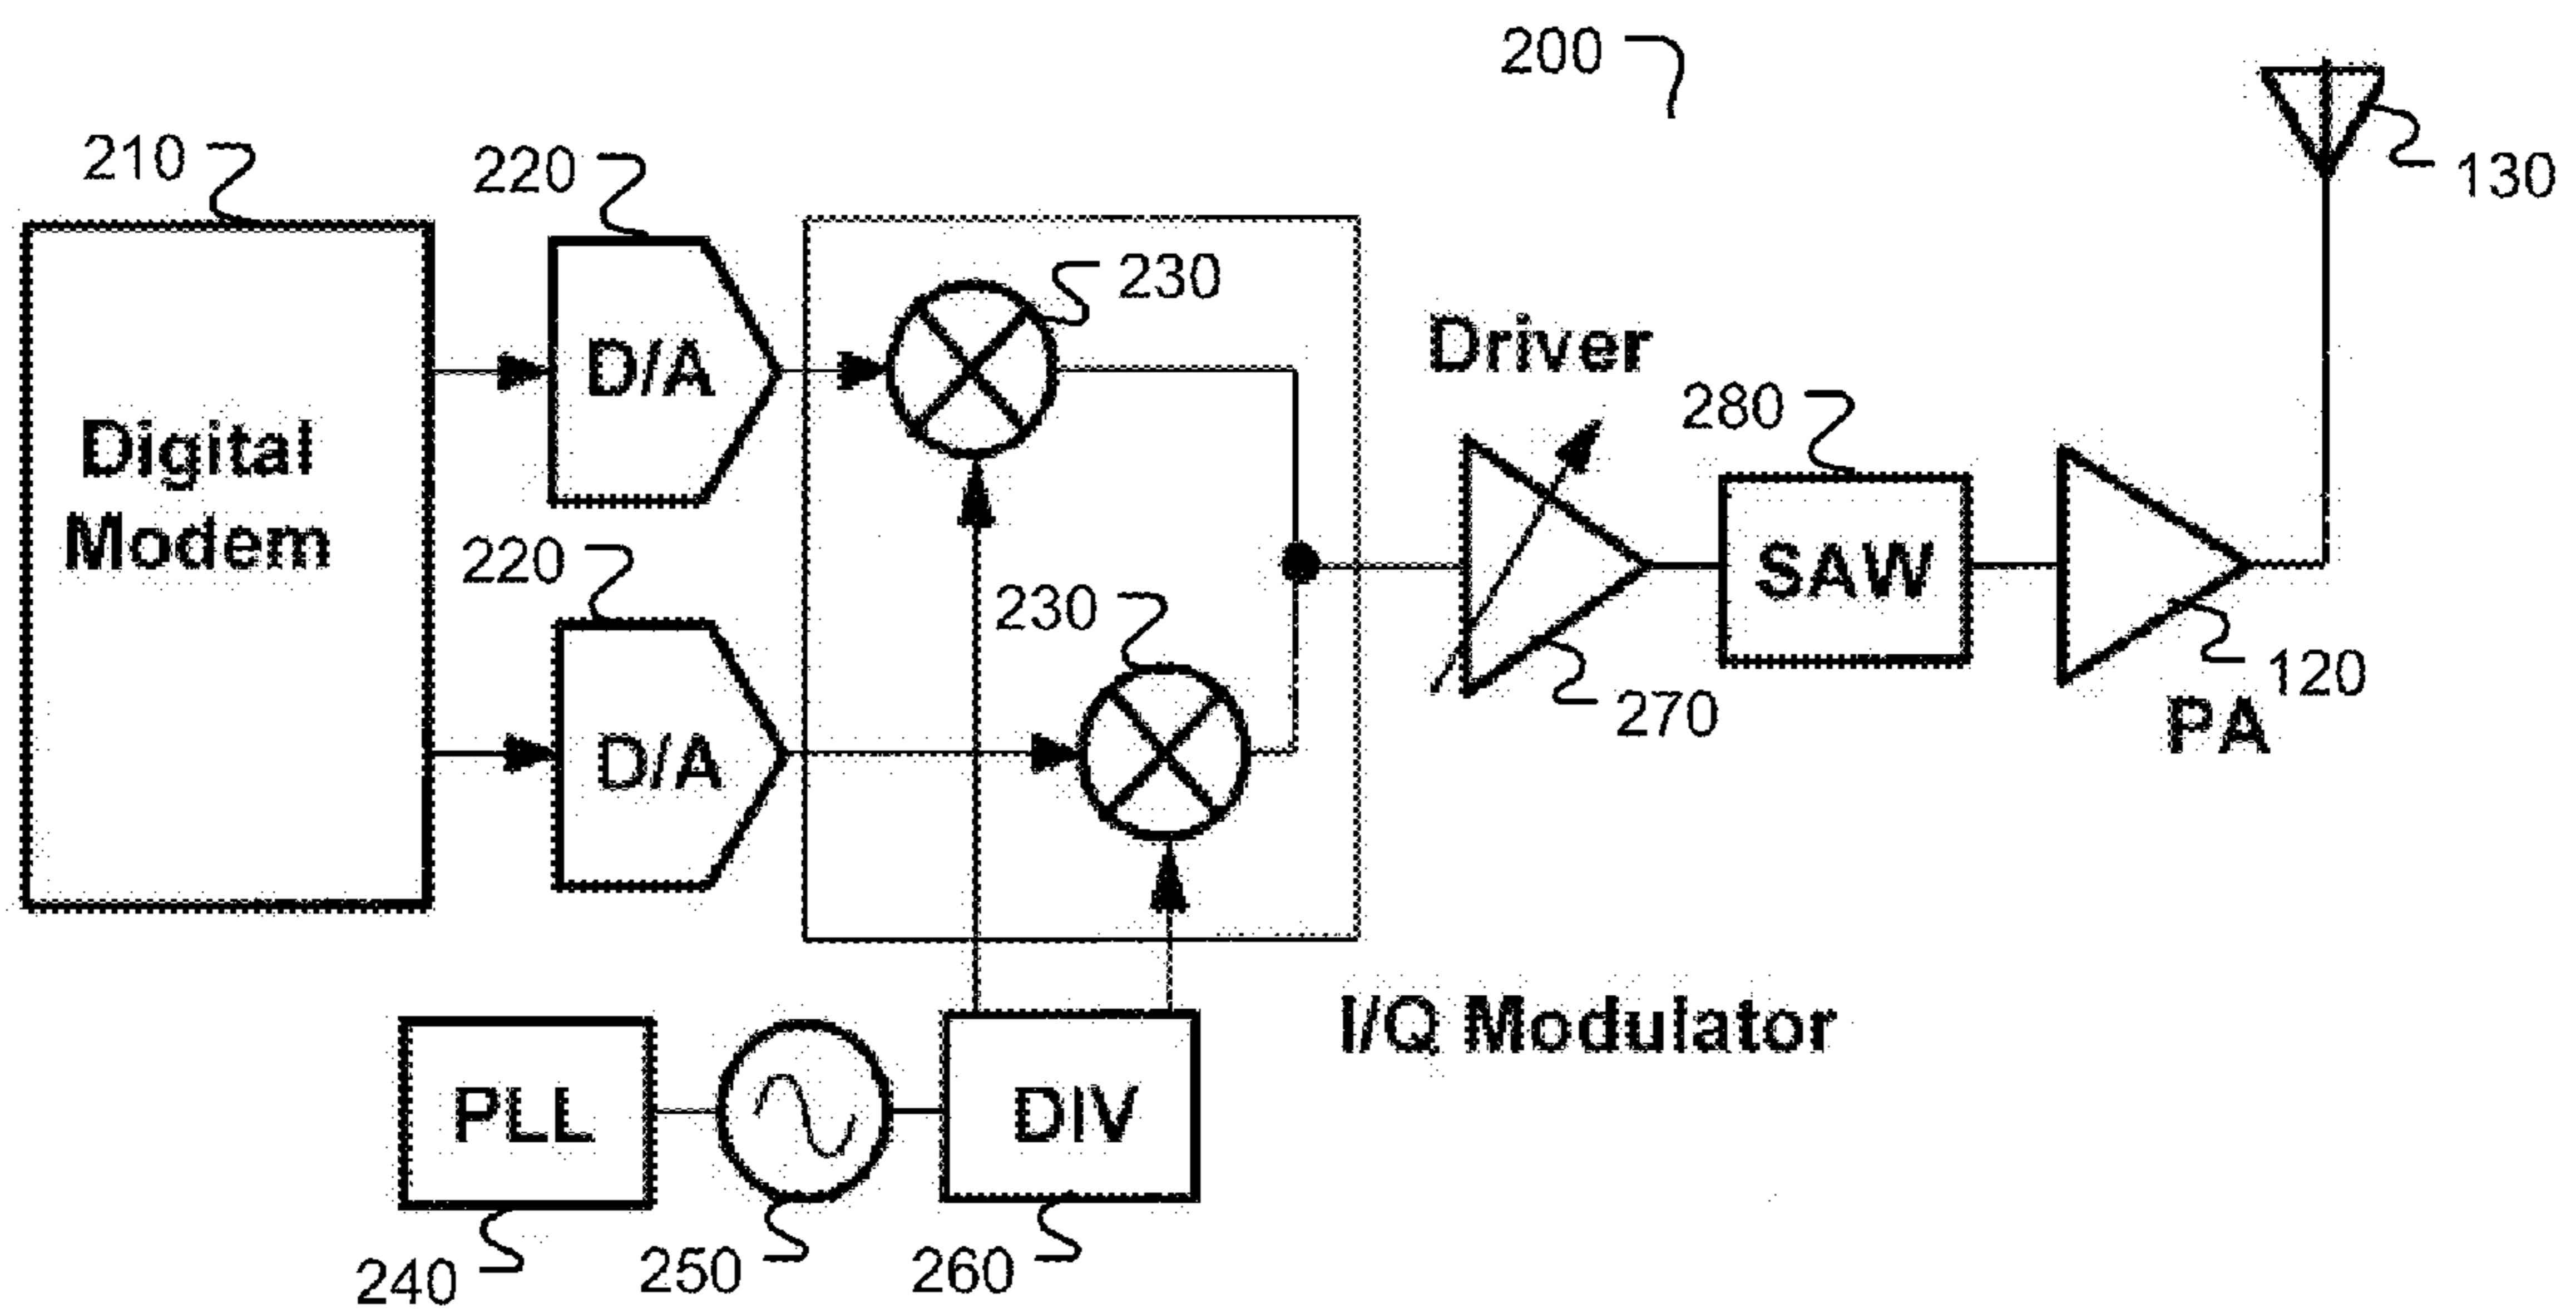 200
130
210
220
230
D/A
Driver
280
Digital
Modem
220
230
SAW
D/A
270
120
PA
I/Q Modulator
PLL
DIV
240
250
260